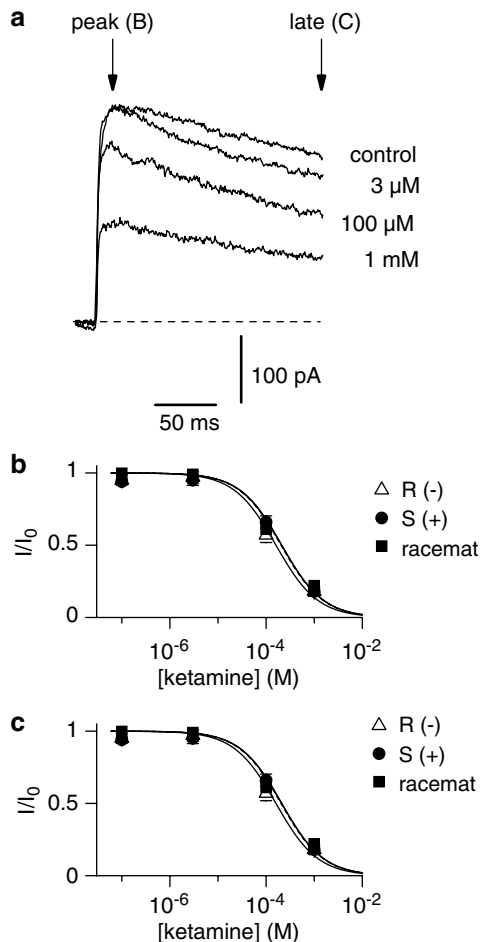 a
peak (B)
late (C)
control
3 µM
100 µM
1 mM
100 pA
50 ms
b
1
0.5
0
I/I₀
10⁻⁶
10⁻⁴
10⁻²
[ketamine] (M)
△ R (-)
● S (+)
■ racemat
c
1
0.5
0
I/I₀
10⁻⁶
10⁻⁴
10⁻²
[ketamine] (M)
△ R (-)
● S (+)
■ racemat